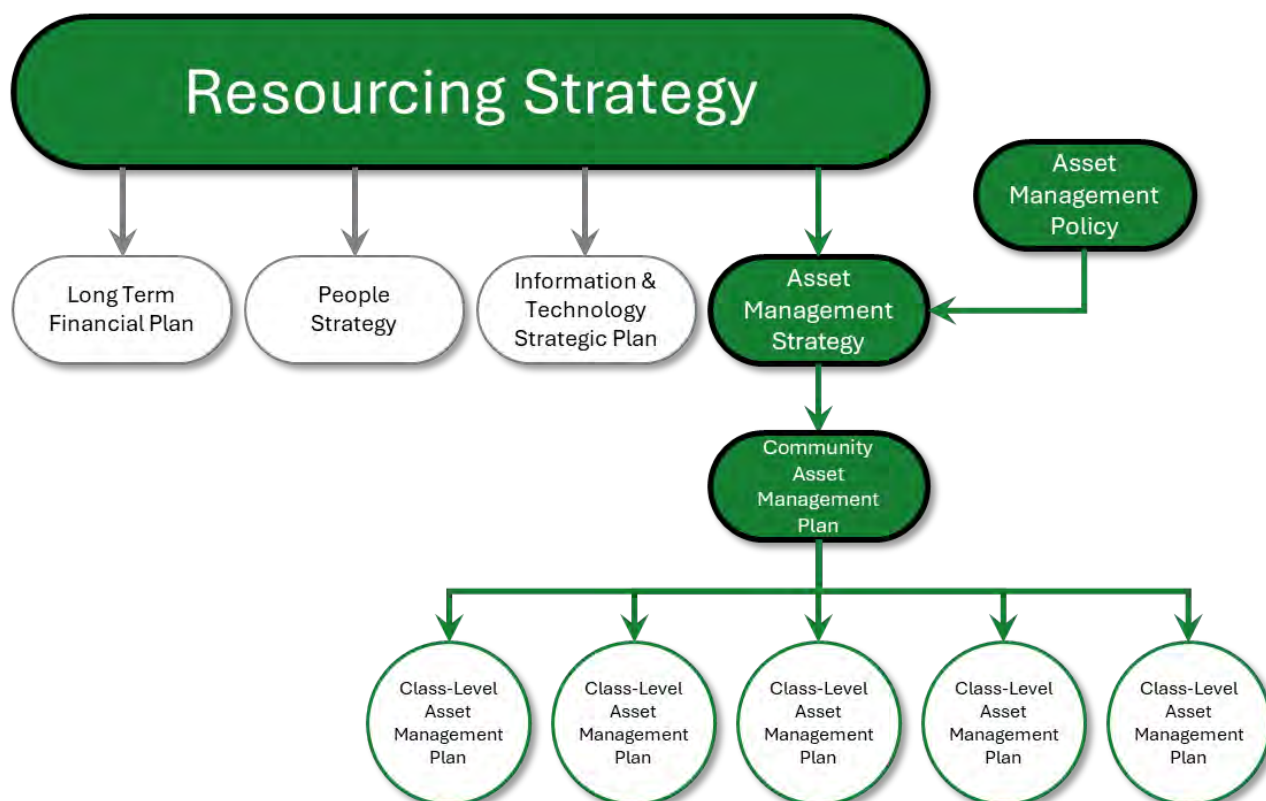 Resourcing Strategy
Asset
Management
Policy
Long Term
Financial Plan
People
Strategy
Information &
Technology
Strategic Plan
Asset
Management
Strategy
Community
Asset
Management
Plan
Class-Level
Asset
Management
Plan
Class-Level
Asset
Management
Plan
Class-Level
Asset
Management
Plan
Class-Level
Asset
Management
Plan
Class-Level
Asset
Management
Plan